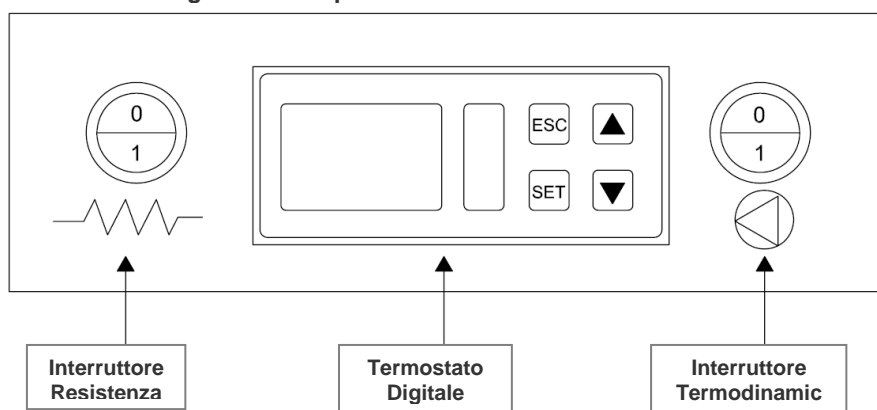 0
1
ESC
SET
0
1
Interruttore
Resistenza
Termostato
Digitale
Interruttore
Termodinamic